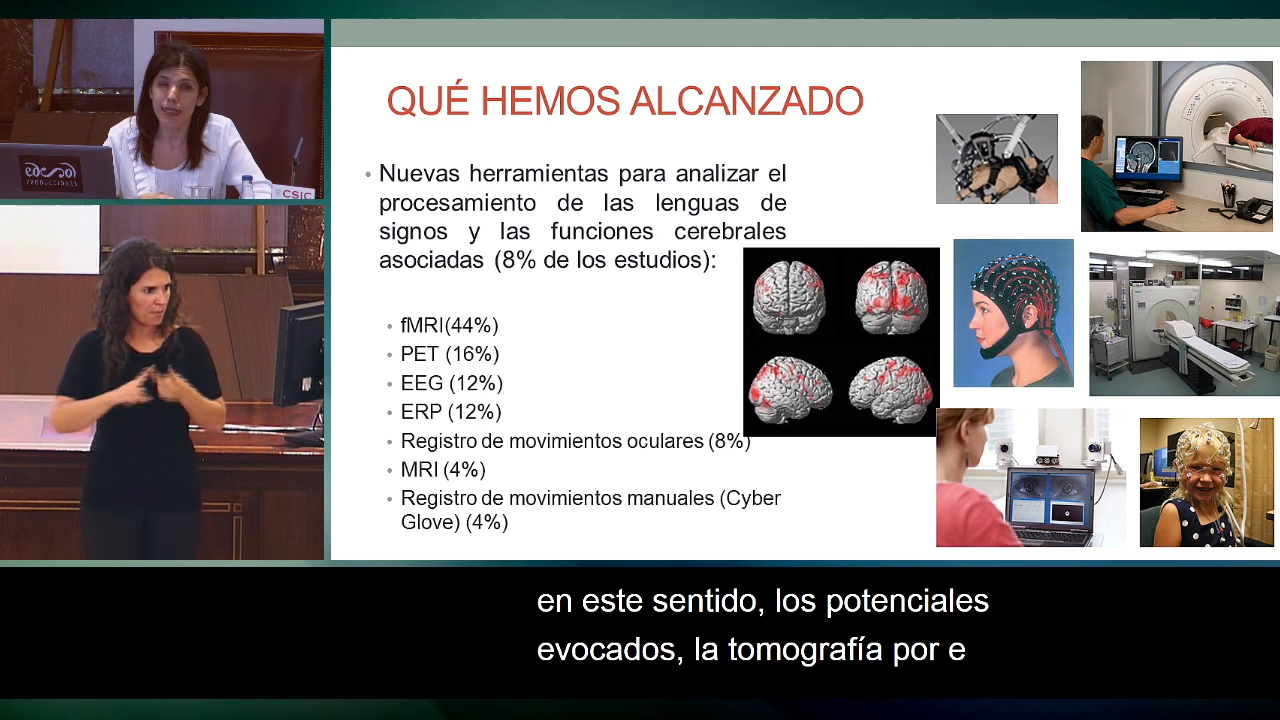 QUÉ HEMOS ALCANZADO
• Nuevas herramientas para analizar el
procesamiento de las lenguas de
signos y las funciones cerebrales
asociadas (8% de los estudios):
• fMRI(44%)
• PET (16%)
• EEG (12%)
• ERP (12%)
• Registro de movimientos oculares (8%)
• MRI (4%)
• Registro de movimientos manuales (Cyber
Glove) (4%)
PRODUCCIONES
CSIC
en este sentido, los potenciales
evocados, la tomografía por e